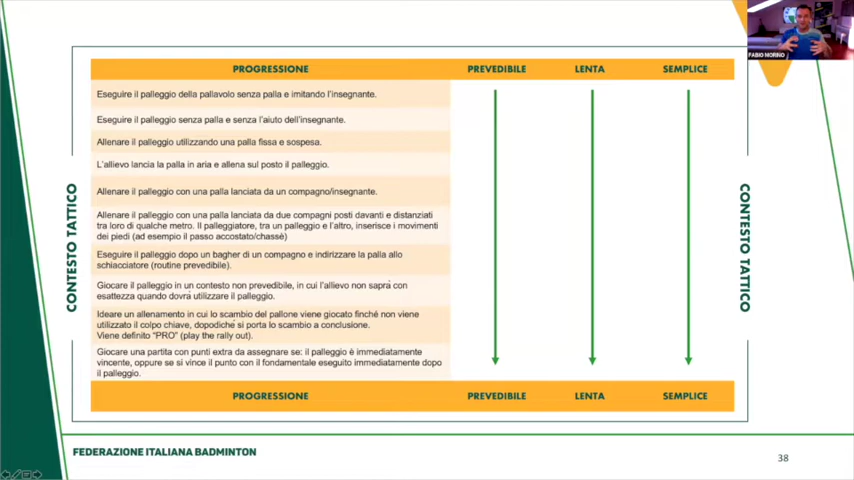 FABIO MORINO
PROGRESSIONE PREVEDIBILE LENTA SEMPLICE
Eseguire il palleggio della pallavolo senza palla e imitando l'insegnante.
Eseguire il palleggio senza palla e senza l'aiuto dell'insegnante.
Allenare il palleggio utilizzando una palla fissa e sospesa.
L'allievo lancia la palla in aria e allena sul posto il palleggio.
Allenare il palleggio con una palla lanciata da un compagno/insegnante.
Allenare il palleggio con una palla lanciata da due compagni posti davanti e distanziati
tra loro di qualche metro. Il palleggiatore, tra un palleggio e l'altro, inserisce i movimenti
dei piedi (ad esempio il passo accostato/chassè)
Eseguire il palleggio dopo un bagher di un compagno e indirizzare la palla allo
schiacciatore (routine prevedibile).
Giocare il palleggio in un contesto non prevedibile, in cui l'allievo non saprà con
esattezza quando dovrà utilizzare il palleggio.
Ideare un allenamento in cui lo scambio del pallone viene giocato finché non viene
utilizzato il colpo chiave, dopodiché si porta lo scambio a conclusione.
Viene definito "PRO" (play the rally out).
Giocare una partita con punti extra da assegnare se: il palleggio è immediatamente
vincente, oppure se si vince il punto con il fondamentale eseguito immediatamente dopo
il palleggio.
PROGRESSIONE PREVEDIBILE LENTA SEMPLICE
CONTESTO TATTICO
CONTESTO TATTICO
FEDERAZIONE ITALIANA BADMINTON
38